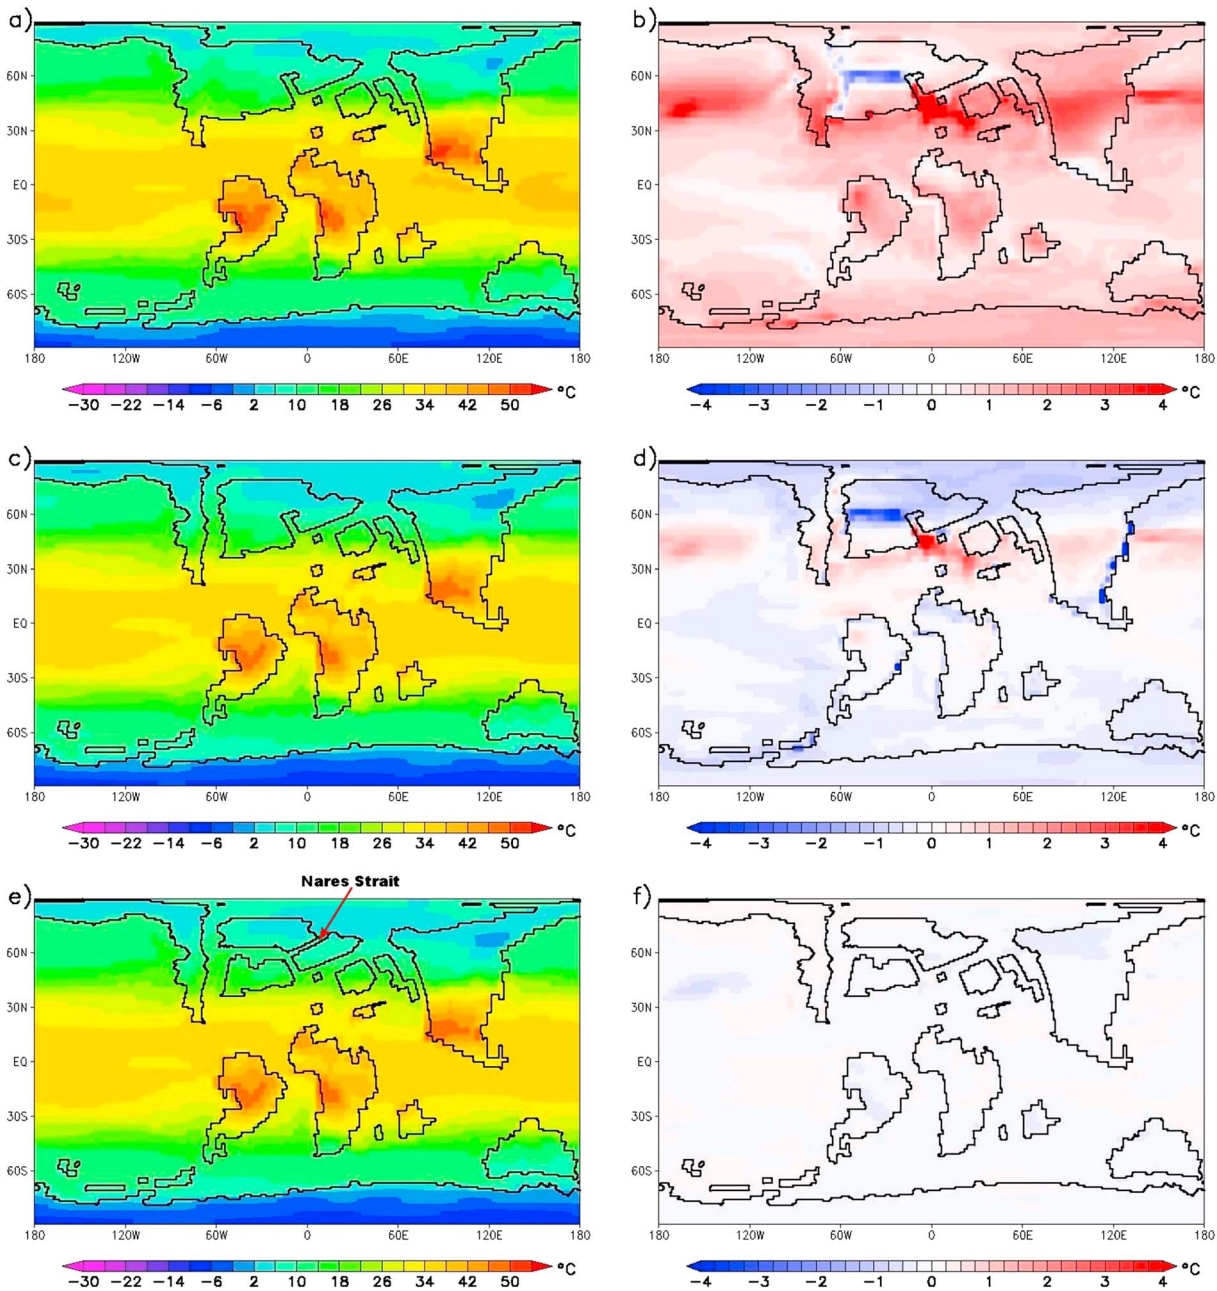 a)
60N
30N
EQ
30S
60S
180 120W 60W 0 60E 120E 180
−30 −22 −14 −6 2 10 18 26 34 42 50 °C
b)
60N
30N
EQ
30S
60S
180 120W 60W 0 60E 120E 180
−4 −3 −2 −1 0 1 2 3 4 °C
c)
60N
30N
EQ
30S
60S
180 120W 60W 0 60E 120E 180
−30 −22 −14 −6 2 10 18 26 34 42 50 °C
d)
60N
30N
EQ
30S
60S
180 120W 60W 0 60E 120E 180
−4 −3 −2 −1 0 1 2 3 4 °C
Nares Strait
e)
60N
30N
EQ
30S
60S
180 120W 60W 0 60E 120E 180
−30 −22 −14 −6 2 10 18 26 34 42 50 °C
f)
60N
30N
EQ
30S
60S
180 120W 60W 0 60E 120E 180
−4 −3 −2 −1 0 1 2 3 4 °C